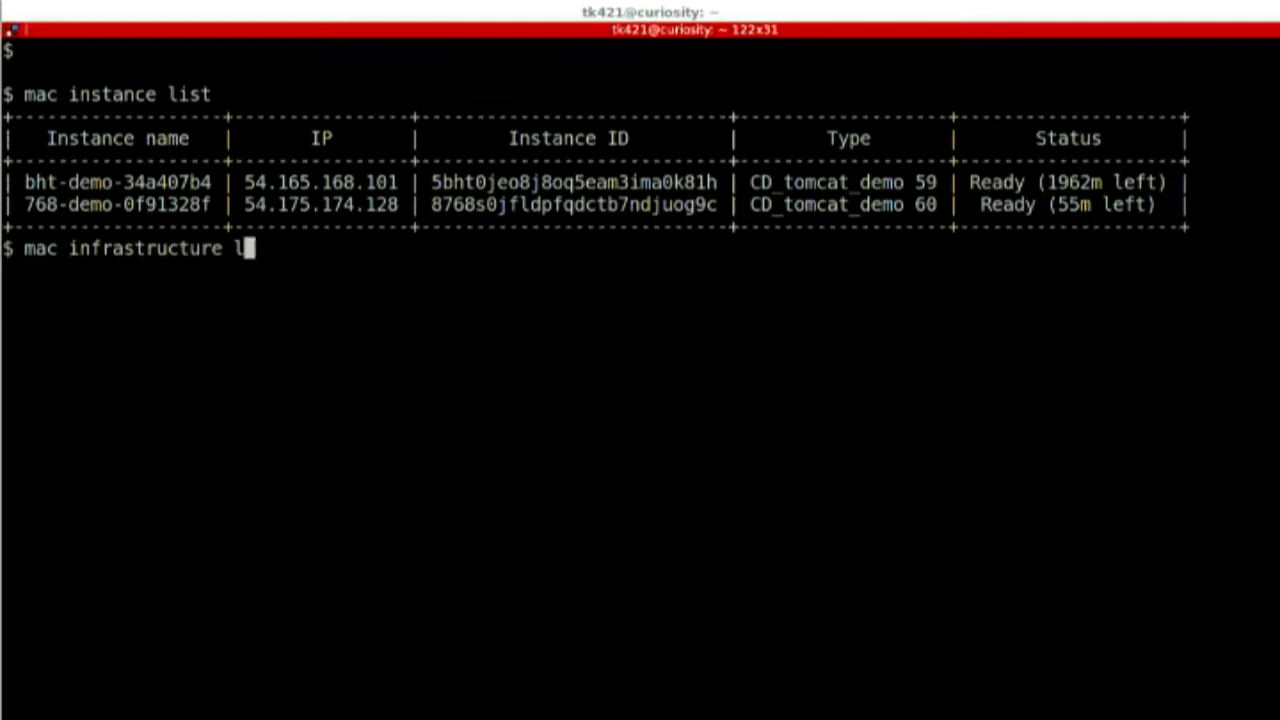 tk421@curiosity: ~
tk421@curiosity: ~ 122x31
$
$ mac instance list
+--------------------+----------------+----------------------------+-------------------+--------------------+
|   Instance name    |       IP       |        Instance ID         |       Type        |       Status       |
+--------------------+----------------+----------------------------+-------------------+--------------------+
| bht-demo-34a407b4 | 54.165.168.101 | 5bht0jeo8j8oq5eam3ima0k81h | CD_tomcat_demo 59 | Ready (1962m left) |
| 768-demo-0f91328f | 54.175.174.128 | 8768s0jfldpfqdctb7ndjuog9c | CD_tomcat_demo 60 | Ready (55m left) |
+--------------------+----------------+----------------------------+-------------------+--------------------+
$ mac infrastructure l